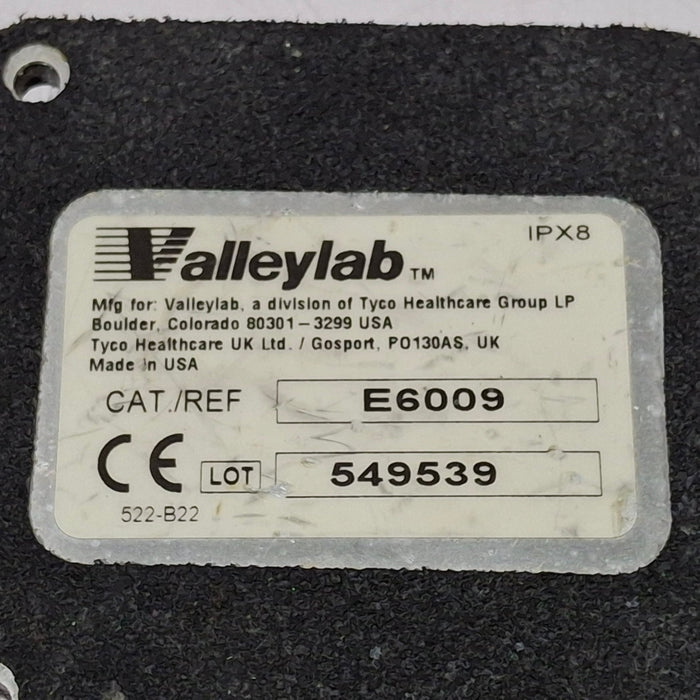 Valleylab™
IPX8
Mfg for: Valleylab, a division of Tyco Healthcare Group LP
Boulder, Colorado 80301-3299 USA
Tyco Healthcare UK Ltd. / Gosport, PO130AS, UK
Made in USA
CAT./REF E6009
CE LOT 549539
522-B22